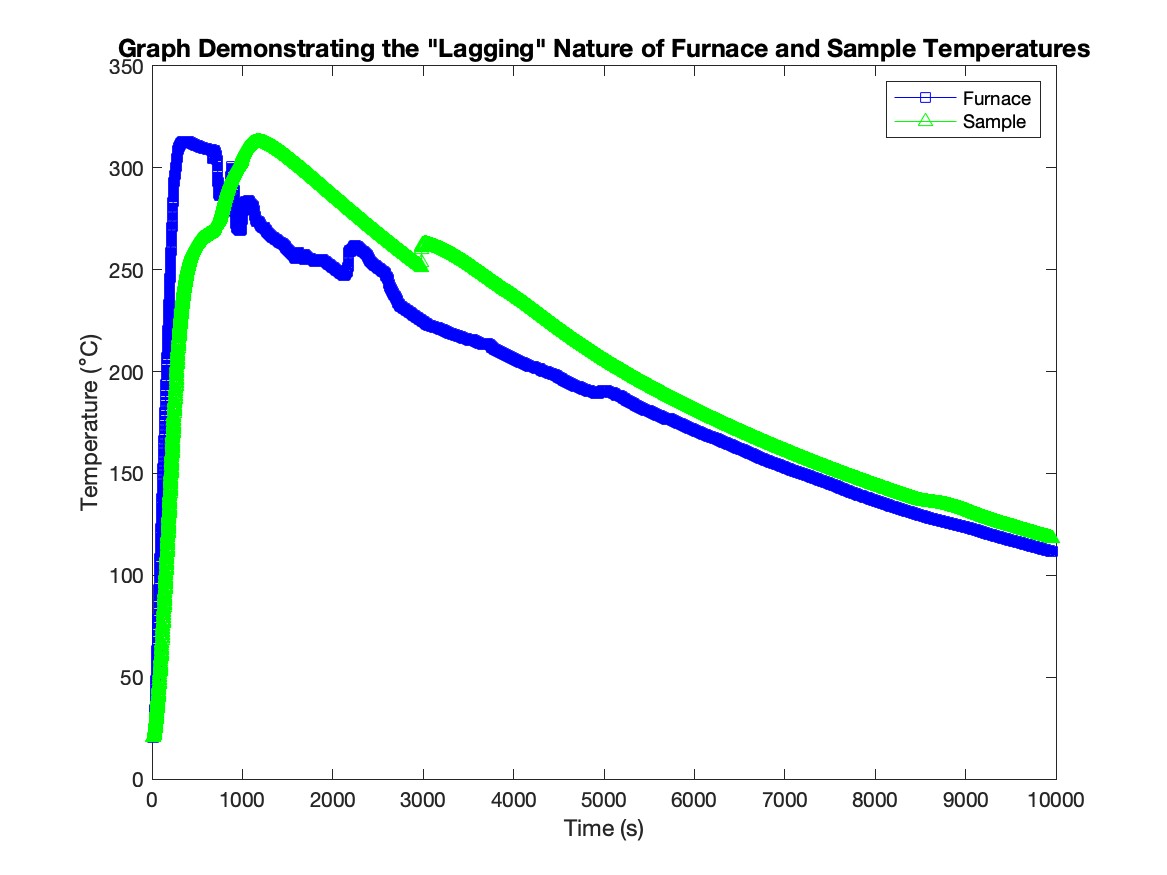 Graph Demonstrating the "Lagging" Nature of Furnace and Sample Temperatures
350
300
250
200
150
100
50
0
Temperature (°C)
Furnace
Sample
0 1000 2000 3000 4000 5000 6000 7000 8000 9000 10000
Time (s)